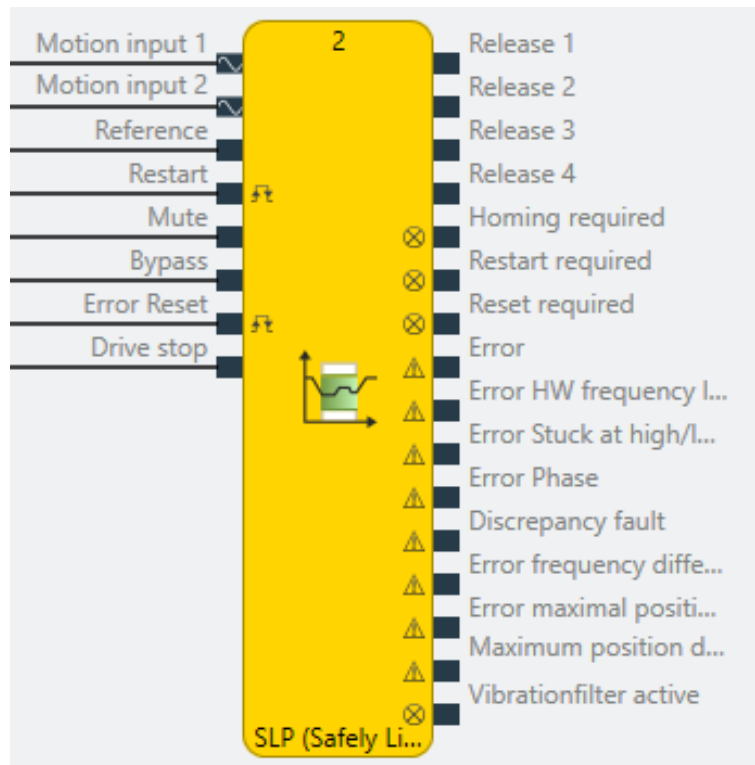 Motion input 1
Motion input 2
Reference
Restart
Mute
Bypass
Error Reset
Drive stop
2
SLP (Safely Li...
Release 1
Release 2
Release 3
Release 4
Homing required
Restart required
Reset required
Error
Error HW frequency l...
Error Stuck at high/l...
Error Phase
Discrepancy fault
Error frequency diffe...
Error maximal positi...
Maximum position d...
Vibrationfilter active